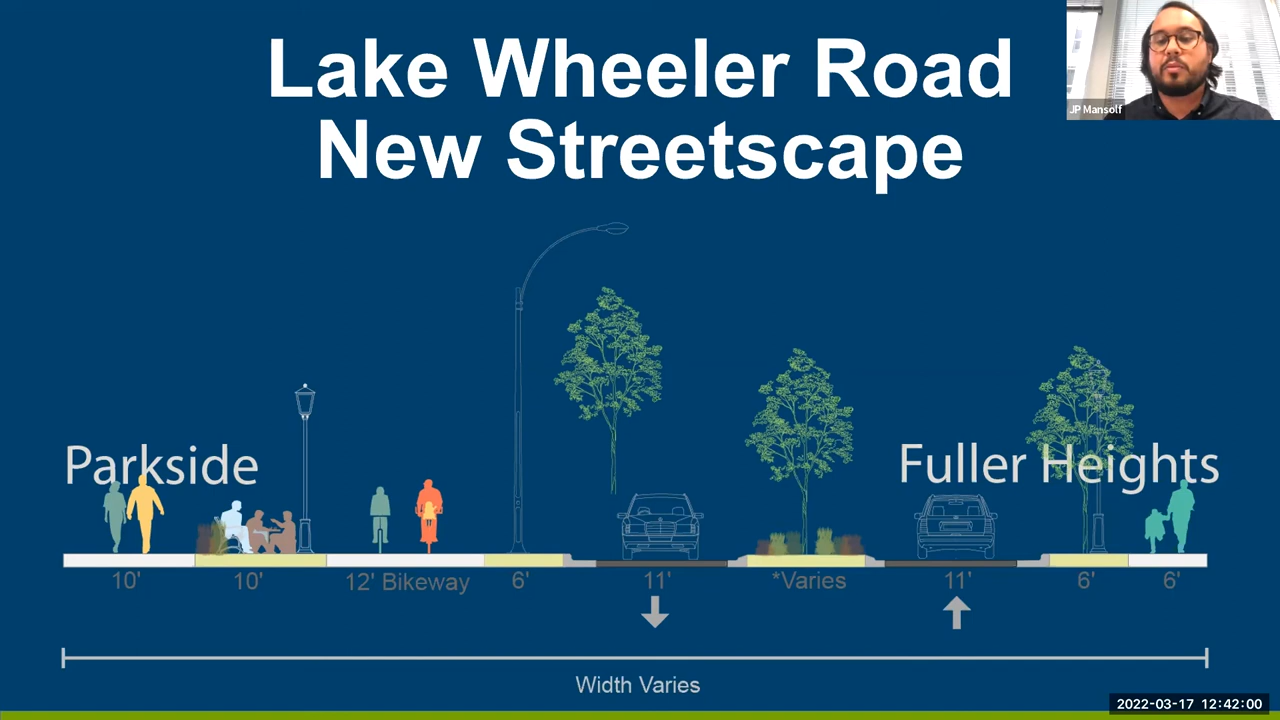 Lake Wheeler Road
New Streetscape
JP Mansolf
Parkside
Fuller Heights
10' 10' 12' Bikeway 6' 11' *Varies 11' 6' 6'
Width Varies
2022-03-17 12:42:00